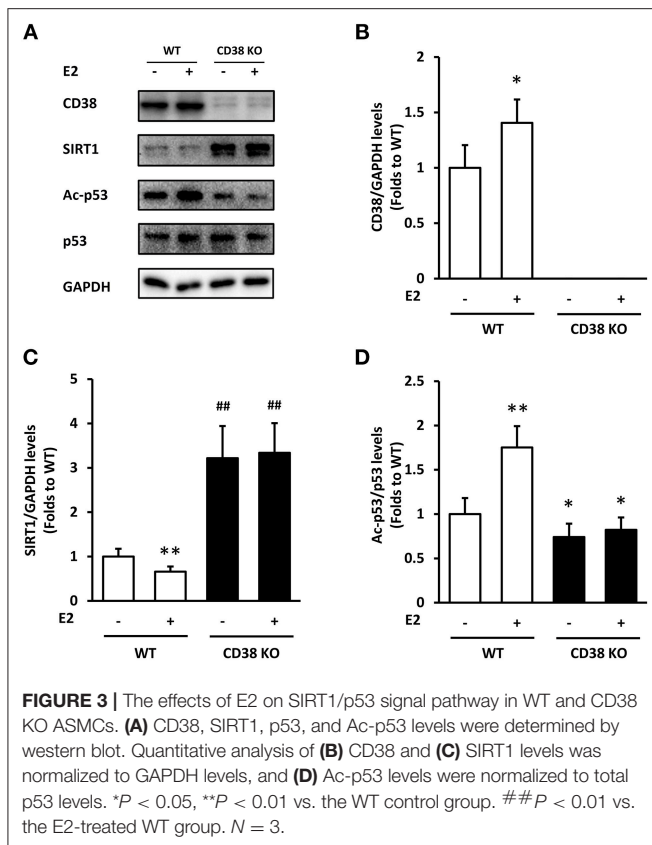 A
WT CD38 KO
E2 - + - +
CD38
SIRT1
Ac-p53
p53
GAPDH
B
CD38/GAPDH levels
(Folds to WT)
2
1.5
1
0.5
0
*
E2 - + - +
WT CD38 KO
C
SIRT1/GAPDH levels
(Folds to WT)
5
4
3
2
1
0
**
## ##
E2 - + - +
WT CD38 KO
D
Ac-p53/p53 levels
(Folds to WT)
2.5
2
1.5
1
0.5
0
**
* *
E2 - + - +
WT CD38 KO
FIGURE 3 | The effects of E2 on SIRT1/p53 signal pathway in WT and CD38
KO ASMCs. (A) CD38, SIRT1, p53, and Ac-p53 levels were determined by
western blot. Quantitative analysis of (B) CD38 and (C) SIRT1 levels was
normalized to GAPDH levels, and (D) Ac-p53 levels were normalized to total
p53 levels. *P < 0.05, **P < 0.01 vs. the WT control group. ##P < 0.01 vs.
the E2-treated WT group. N = 3.